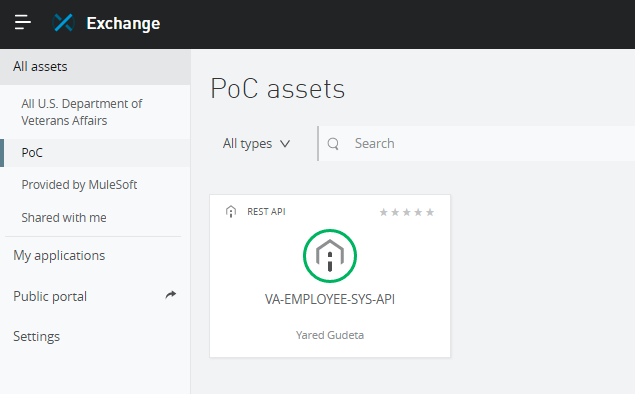 Exchange
All assets
All U.S. Department of
Veterans Affairs
PoC
Provided by MuleSoft
Shared with me
My applications
Public portal
Settings
PoC assets
All types
Search
REST API
VA-EMPLOYEE-SYS-API
Yared Gudeta